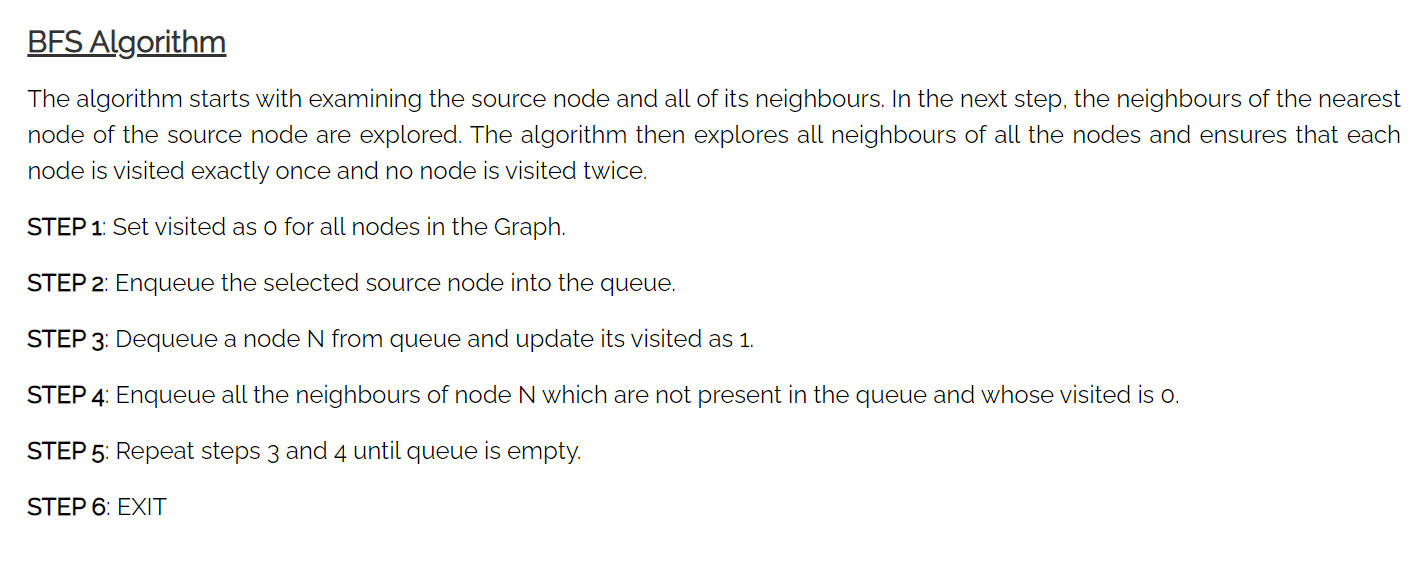 BFS Algorithm
The algorithm starts with examining the source node and all of its neighbours. In the next step, the neighbours of the nearest
node of the source node are explored. The algorithm then explores all neighbours of all the nodes and ensures that each
node is visited exactly once and no node is visited twice.
STEP 1: Set visited as 0 for all nodes in the Graph.
STEP 2: Enqueue the selected source node into the queue.
STEP 3: Dequeue a node N from queue and update its visited as 1.
STEP 4: Enqueue all the neighbours of node N which are not present in the queue and whose visited is 0.
STEP 5: Repeat steps 3 and 4 until queue is empty.
STEP 6: EXIT